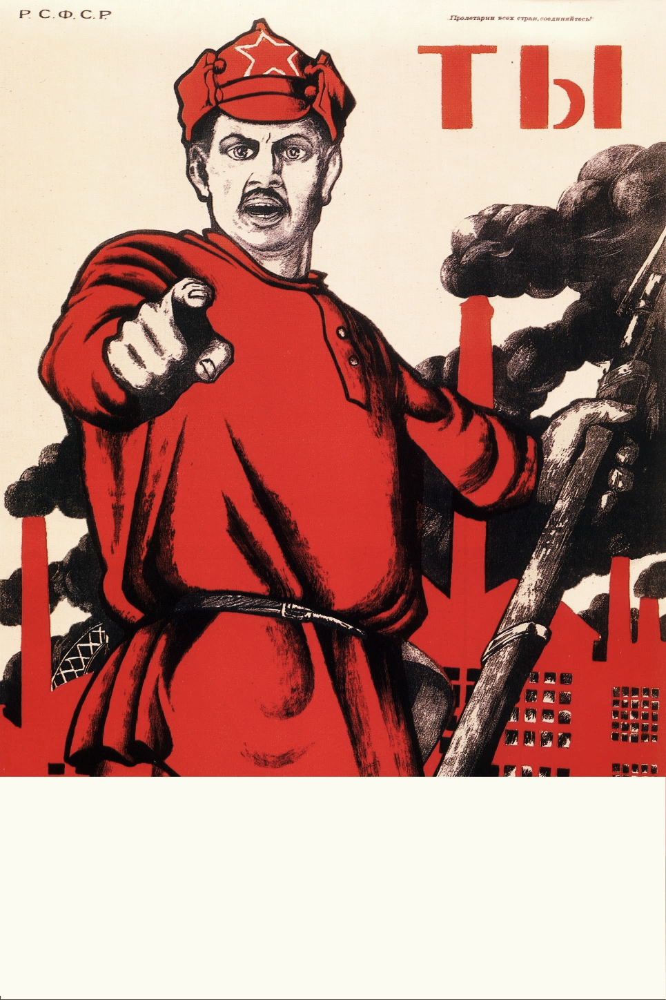 Р. С. Ф. С. Р.
„Пролетарии всех стран, соединяйтесь!“
ТЫ